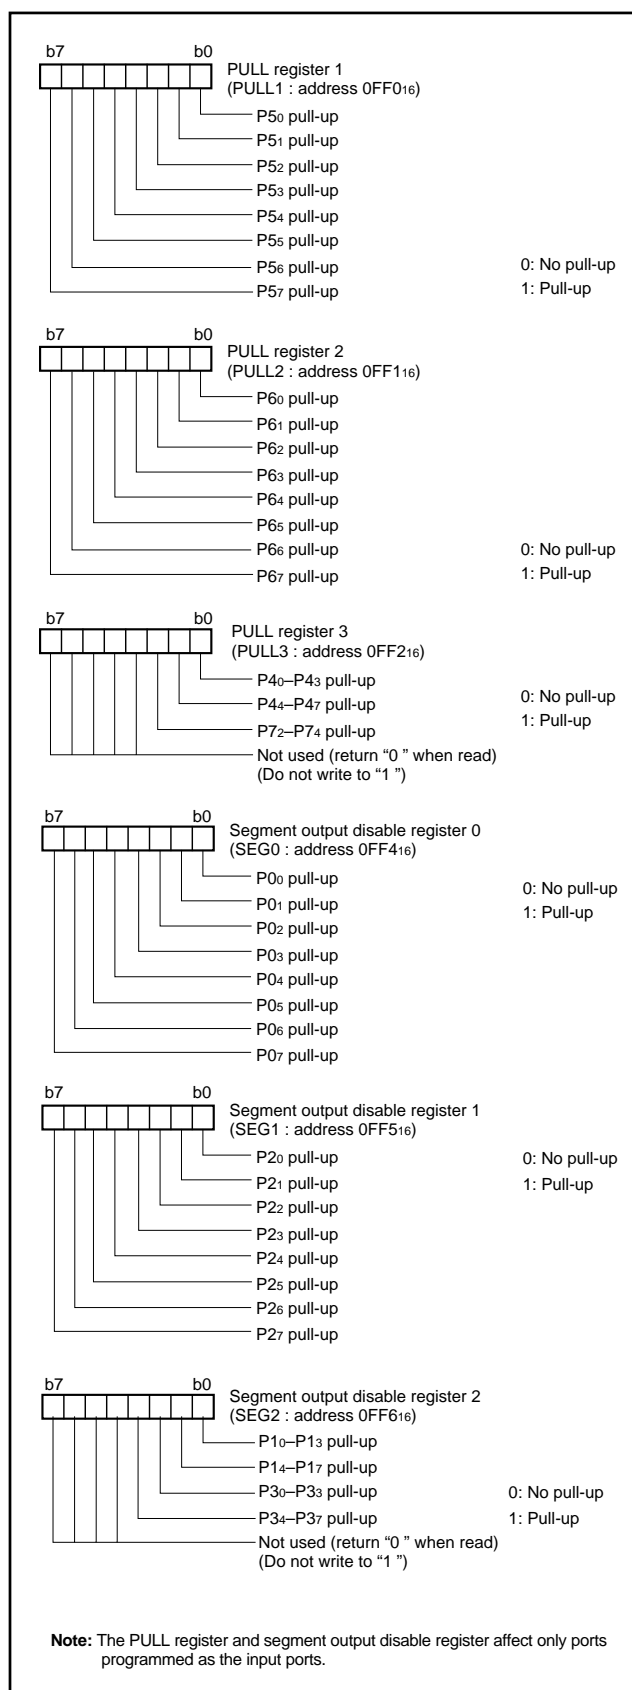 b7 b0
PULL register 1
(PULL1 : address 0FF016)
P50 pull-up
P51 pull-up
P52 pull-up
P53 pull-up
P54 pull-up
P55 pull-up
P56 pull-up 0: No pull-up
P57 pull-up 1: Pull-up
b7 b0
PULL register 2
(PULL2 : address 0FF116)
P60 pull-up
P61 pull-up
P62 pull-up
P63 pull-up
P64 pull-up
P65 pull-up
P66 pull-up 0: No pull-up
P67 pull-up 1: Pull-up
b7 b0
PULL register 3
(PULL3 : address 0FF216)
P40–P43 pull-up
P44–P47 pull-up 0: No pull-up
P72–P74 pull-up 1: Pull-up
Not used (return “0 ” when read)
(Do not write to “1 ”)
b7 b0
Segment output disable register 0
(SEG0 : address 0FF416)
P00 pull-up 0: No pull-up
P01 pull-up 1: Pull-up
P02 pull-up
P03 pull-up
P04 pull-up
P05 pull-up
P06 pull-up
P07 pull-up
b7 b0
Segment output disable register 1
(SEG1 : address 0FF516)
P20 pull-up 0: No pull-up
P21 pull-up 1: Pull-up
P22 pull-up
P23 pull-up
P24 pull-up
P25 pull-up
P26 pull-up
P27 pull-up
b7 b0
Segment output disable register 2
(SEG2 : address 0FF616)
P10–P13 pull-up
P14–P17 pull-up
P30–P33 pull-up 0: No pull-up
P34–P37 pull-up 1: Pull-up
Not used (return “0 ” when read)
(Do not write to “1 ”)
Note: The PULL register and segment output disable register affect only ports
programmed as the input ports.